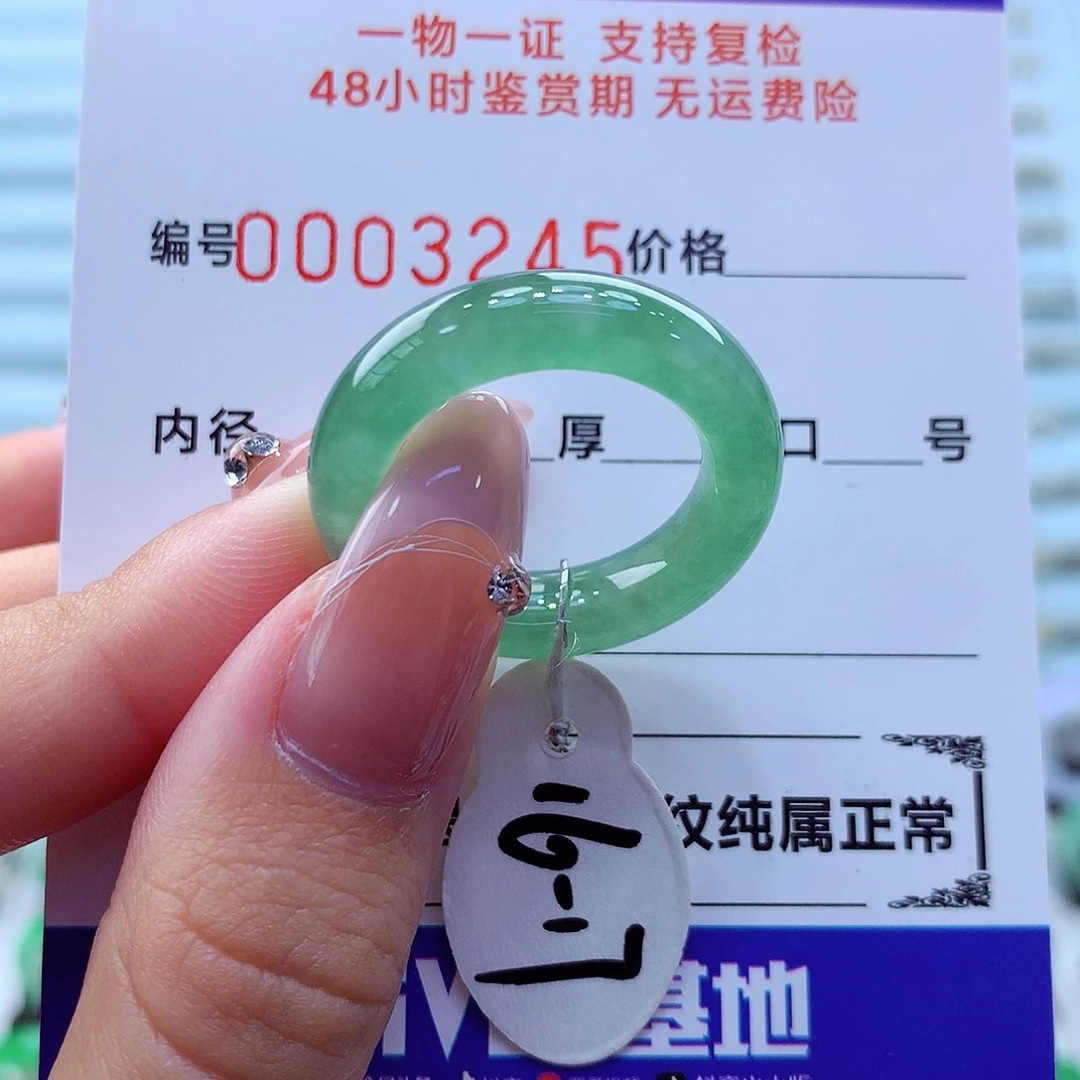 一物一证 支持复检
48小时鉴赏期 无运费险
编号0003245价格
内径 厚 口 号
纹纯属正常
16-17
基地